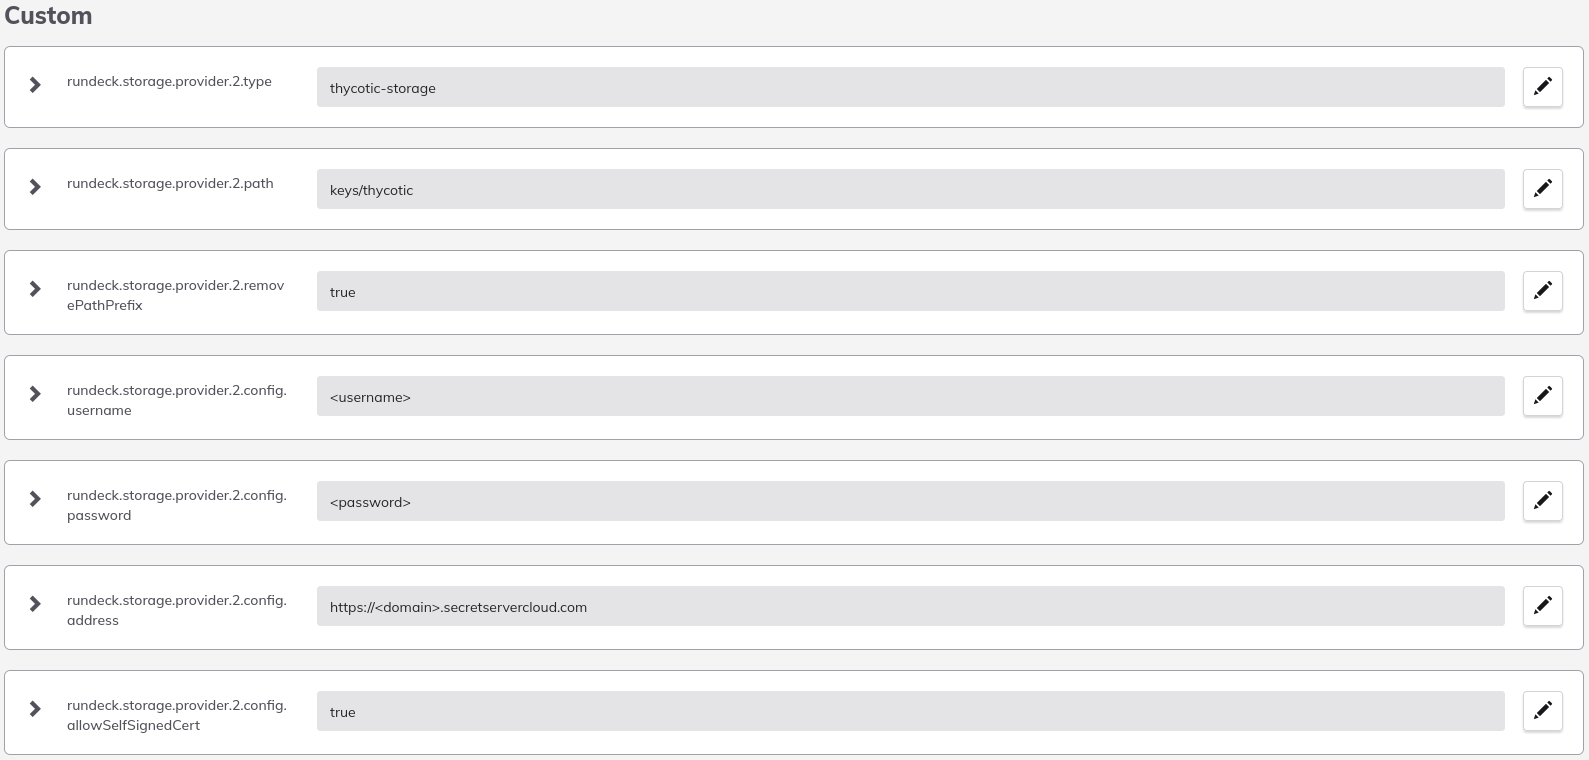 Custom
rundeck.storage.provider.2.type
thycotic-storage
rundeck.storage.provider.2.path
keys/thycotic
rundeck.storage.provider.2.remov
ePathPrefix
true
rundeck.storage.provider.2.config.
username
<username>
rundeck.storage.provider.2.config.
password
<password>
rundeck.storage.provider.2.config.
address
https://<domain>.secretservercloud.com
rundeck.storage.provider.2.config.
allowSelfSignedCert
true